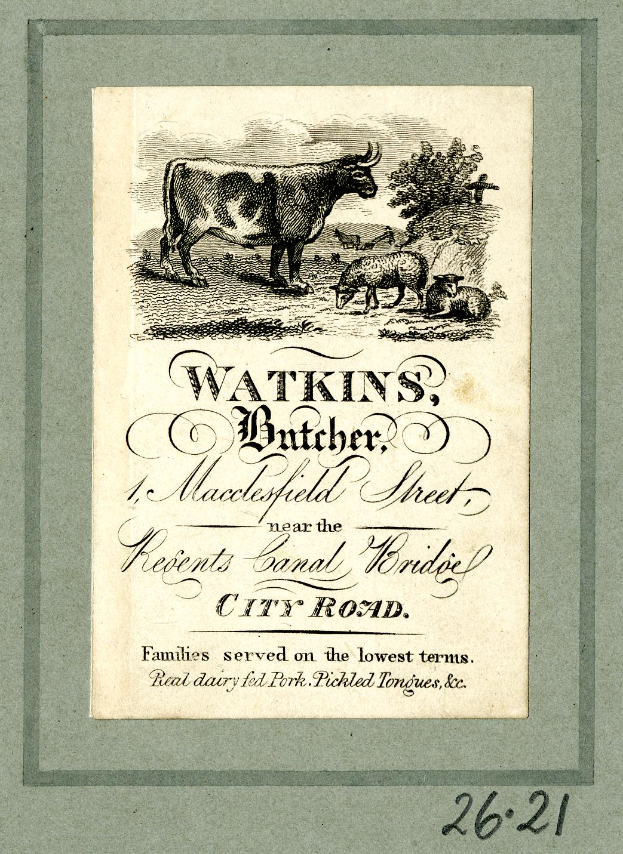 WATKINS,
Butcher,
1, Macclesfield Street,
near the
Regents Canal Bridge
CITY ROAD.
Families served on the lowest terms.
Real dairy fed Pork. Pickled Tongues, &c.
26·21